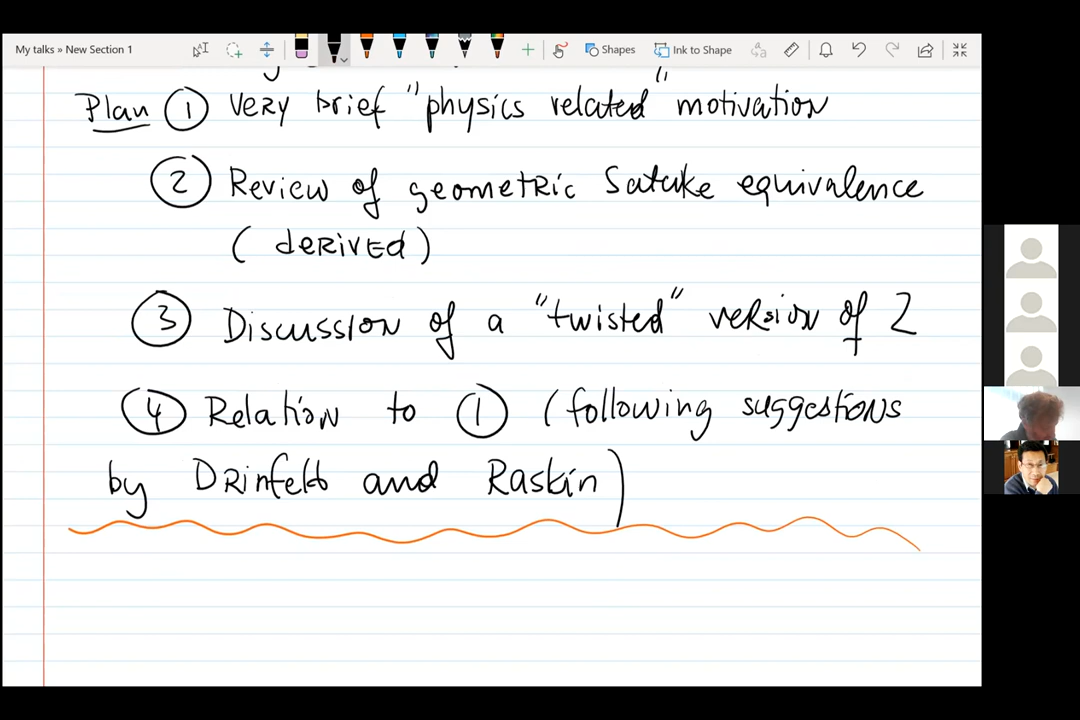 My talks » New Section 1
Shapes
Ink to Shape
Plan ① Very brief "physics related" motivation
② Review of geometric Satake equivalence
(derived)
③ Discussion of a "twisted" version of 2
④ Relation to ① (following suggestions
by Drinfeld and Raskin)